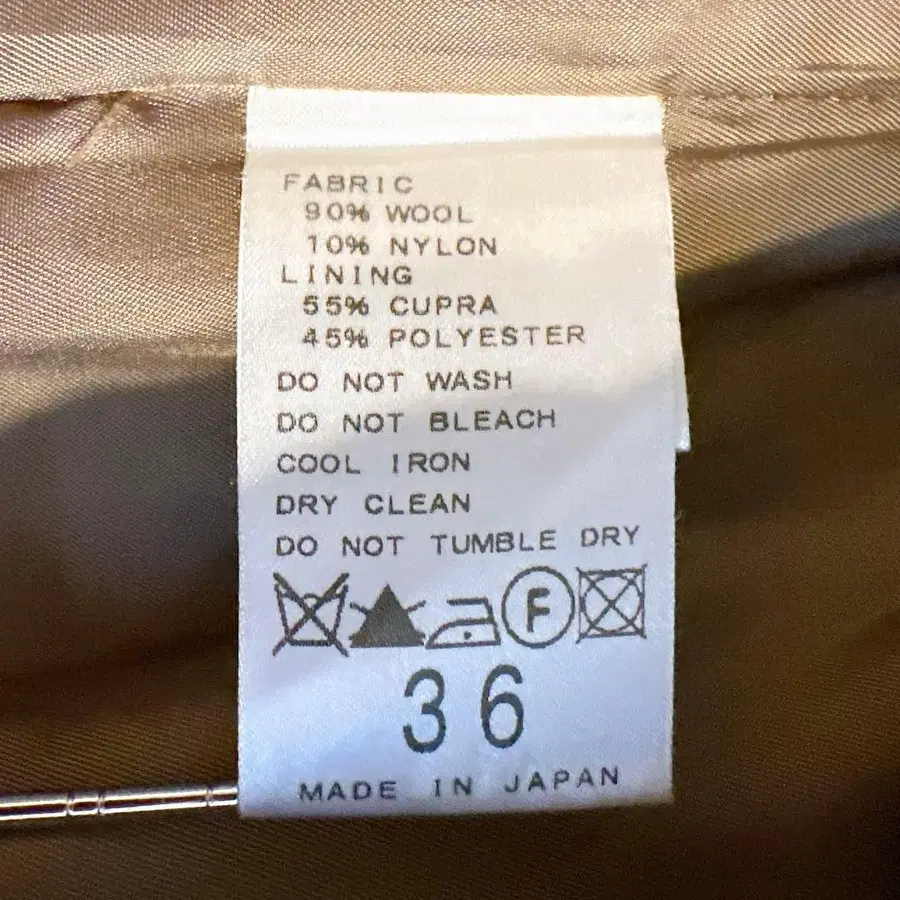 FABRIC
90% WOOL
10% NYLON
LINING
55% CUPRA
45% POLYESTER
DO NOT WASH
DO NOT BLEACH
COOL IRON
DRY CLEAN
DO NOT TUMBLE DRY
F
36
MADE IN JAPAN